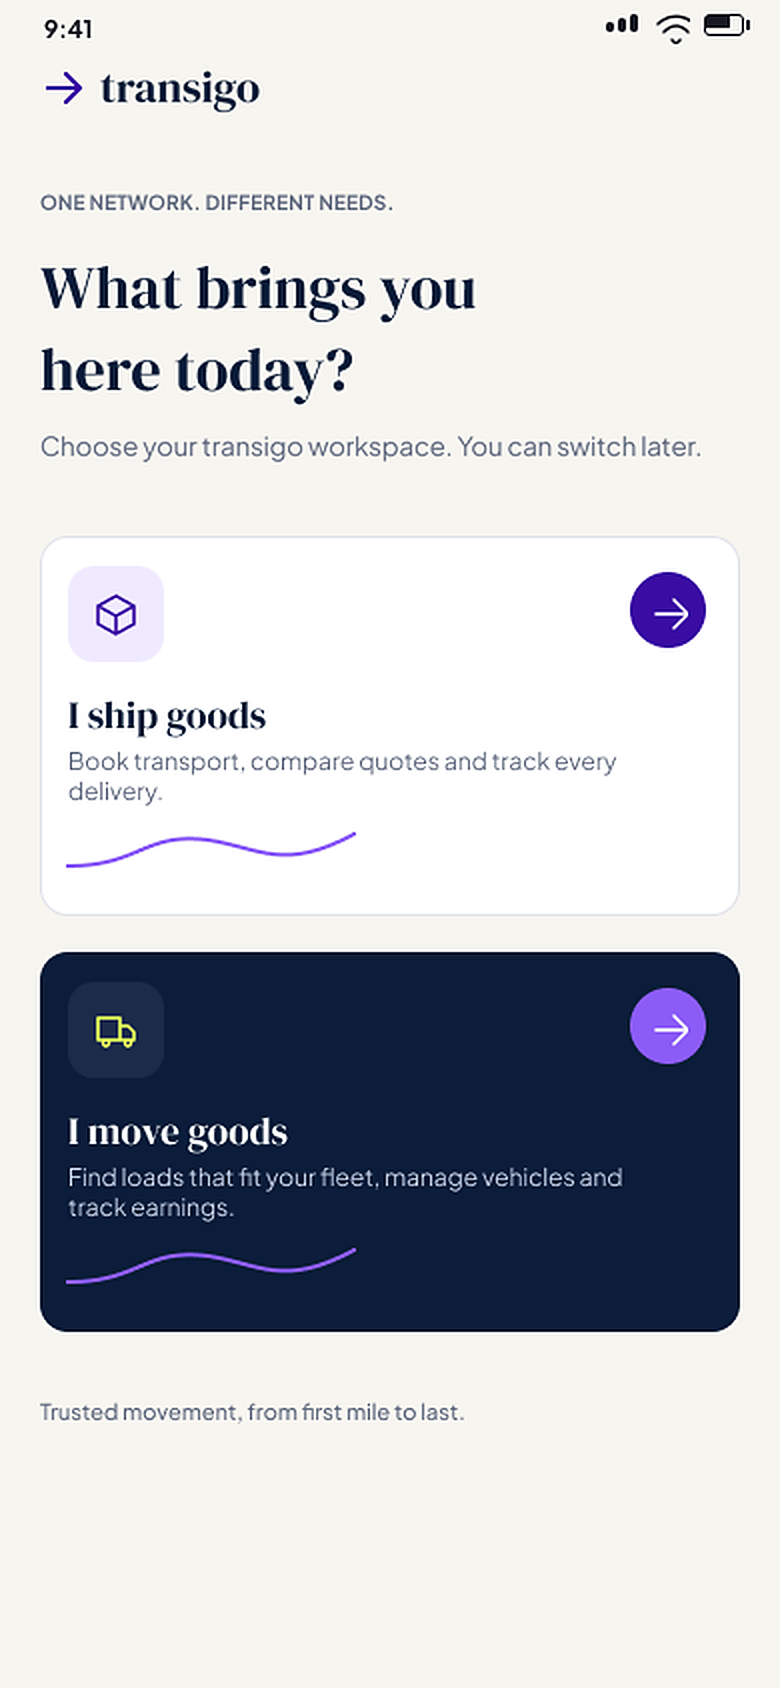 9:41
transigo
ONE NETWORK. DIFFERENT NEEDS.
What brings you
here today?
Choose your transigo workspace. You can switch later.
I ship goods
Book transport, compare quotes and track every
delivery.
I move goods
Find loads that fit your fleet, manage vehicles and
track earnings.
Trusted movement, from first mile to last.